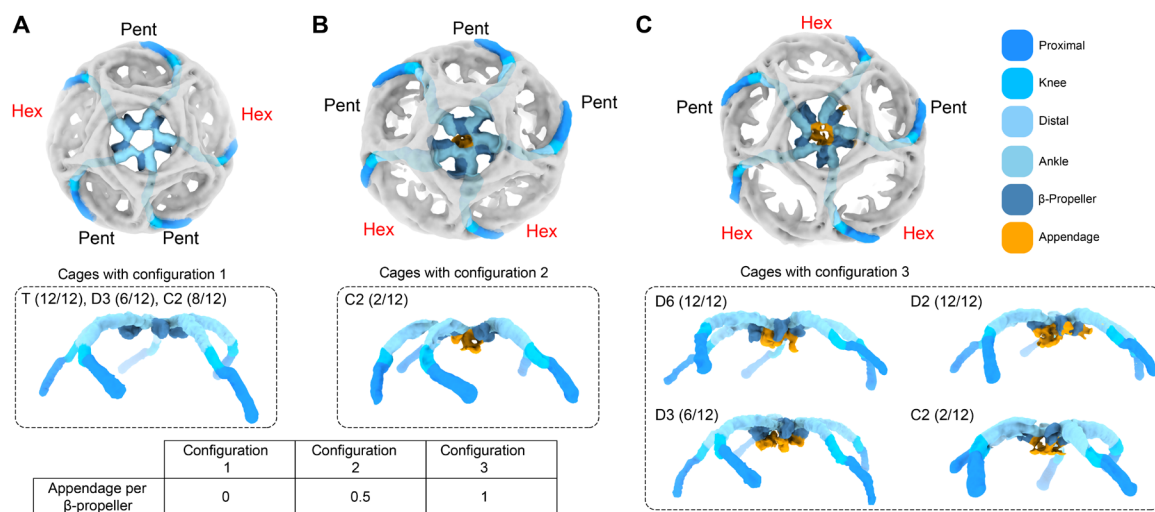 A
Pent
Pent
Hex
Hex
Pent
Pent
B
Pent
Pent
Pent
Hex
Hex
C
Hex
Pent
Pent
Hex
Hex
Proximal
Knee
Distal
Ankle
β-Propeller
Appendage
Cages with configuration 1
T (12/12), D3 (6/12), C2 (8/12)
Cages with configuration 2
C2 (2/12)
Cages with configuration 3
D6 (12/12)
D2 (12/12)
D3 (6/12)
C2 (2/12)
Configuration
1
Configuration
2
Configuration
3
Appendage per
β-propeller
0
0.5
1